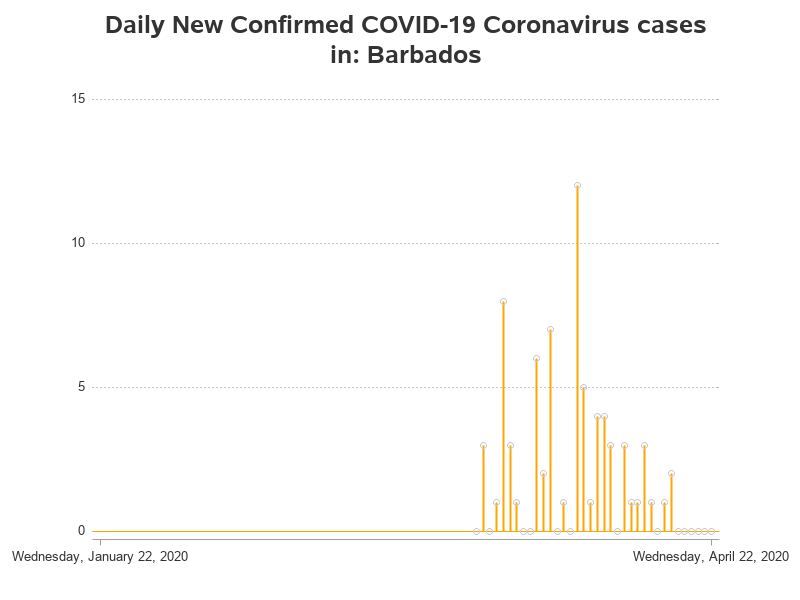 Daily New Confirmed COVID-19 Coronavirus cases
in: Barbados
15
10
5
0
Wednesday, January 22, 2020
Wednesday, April 22, 2020